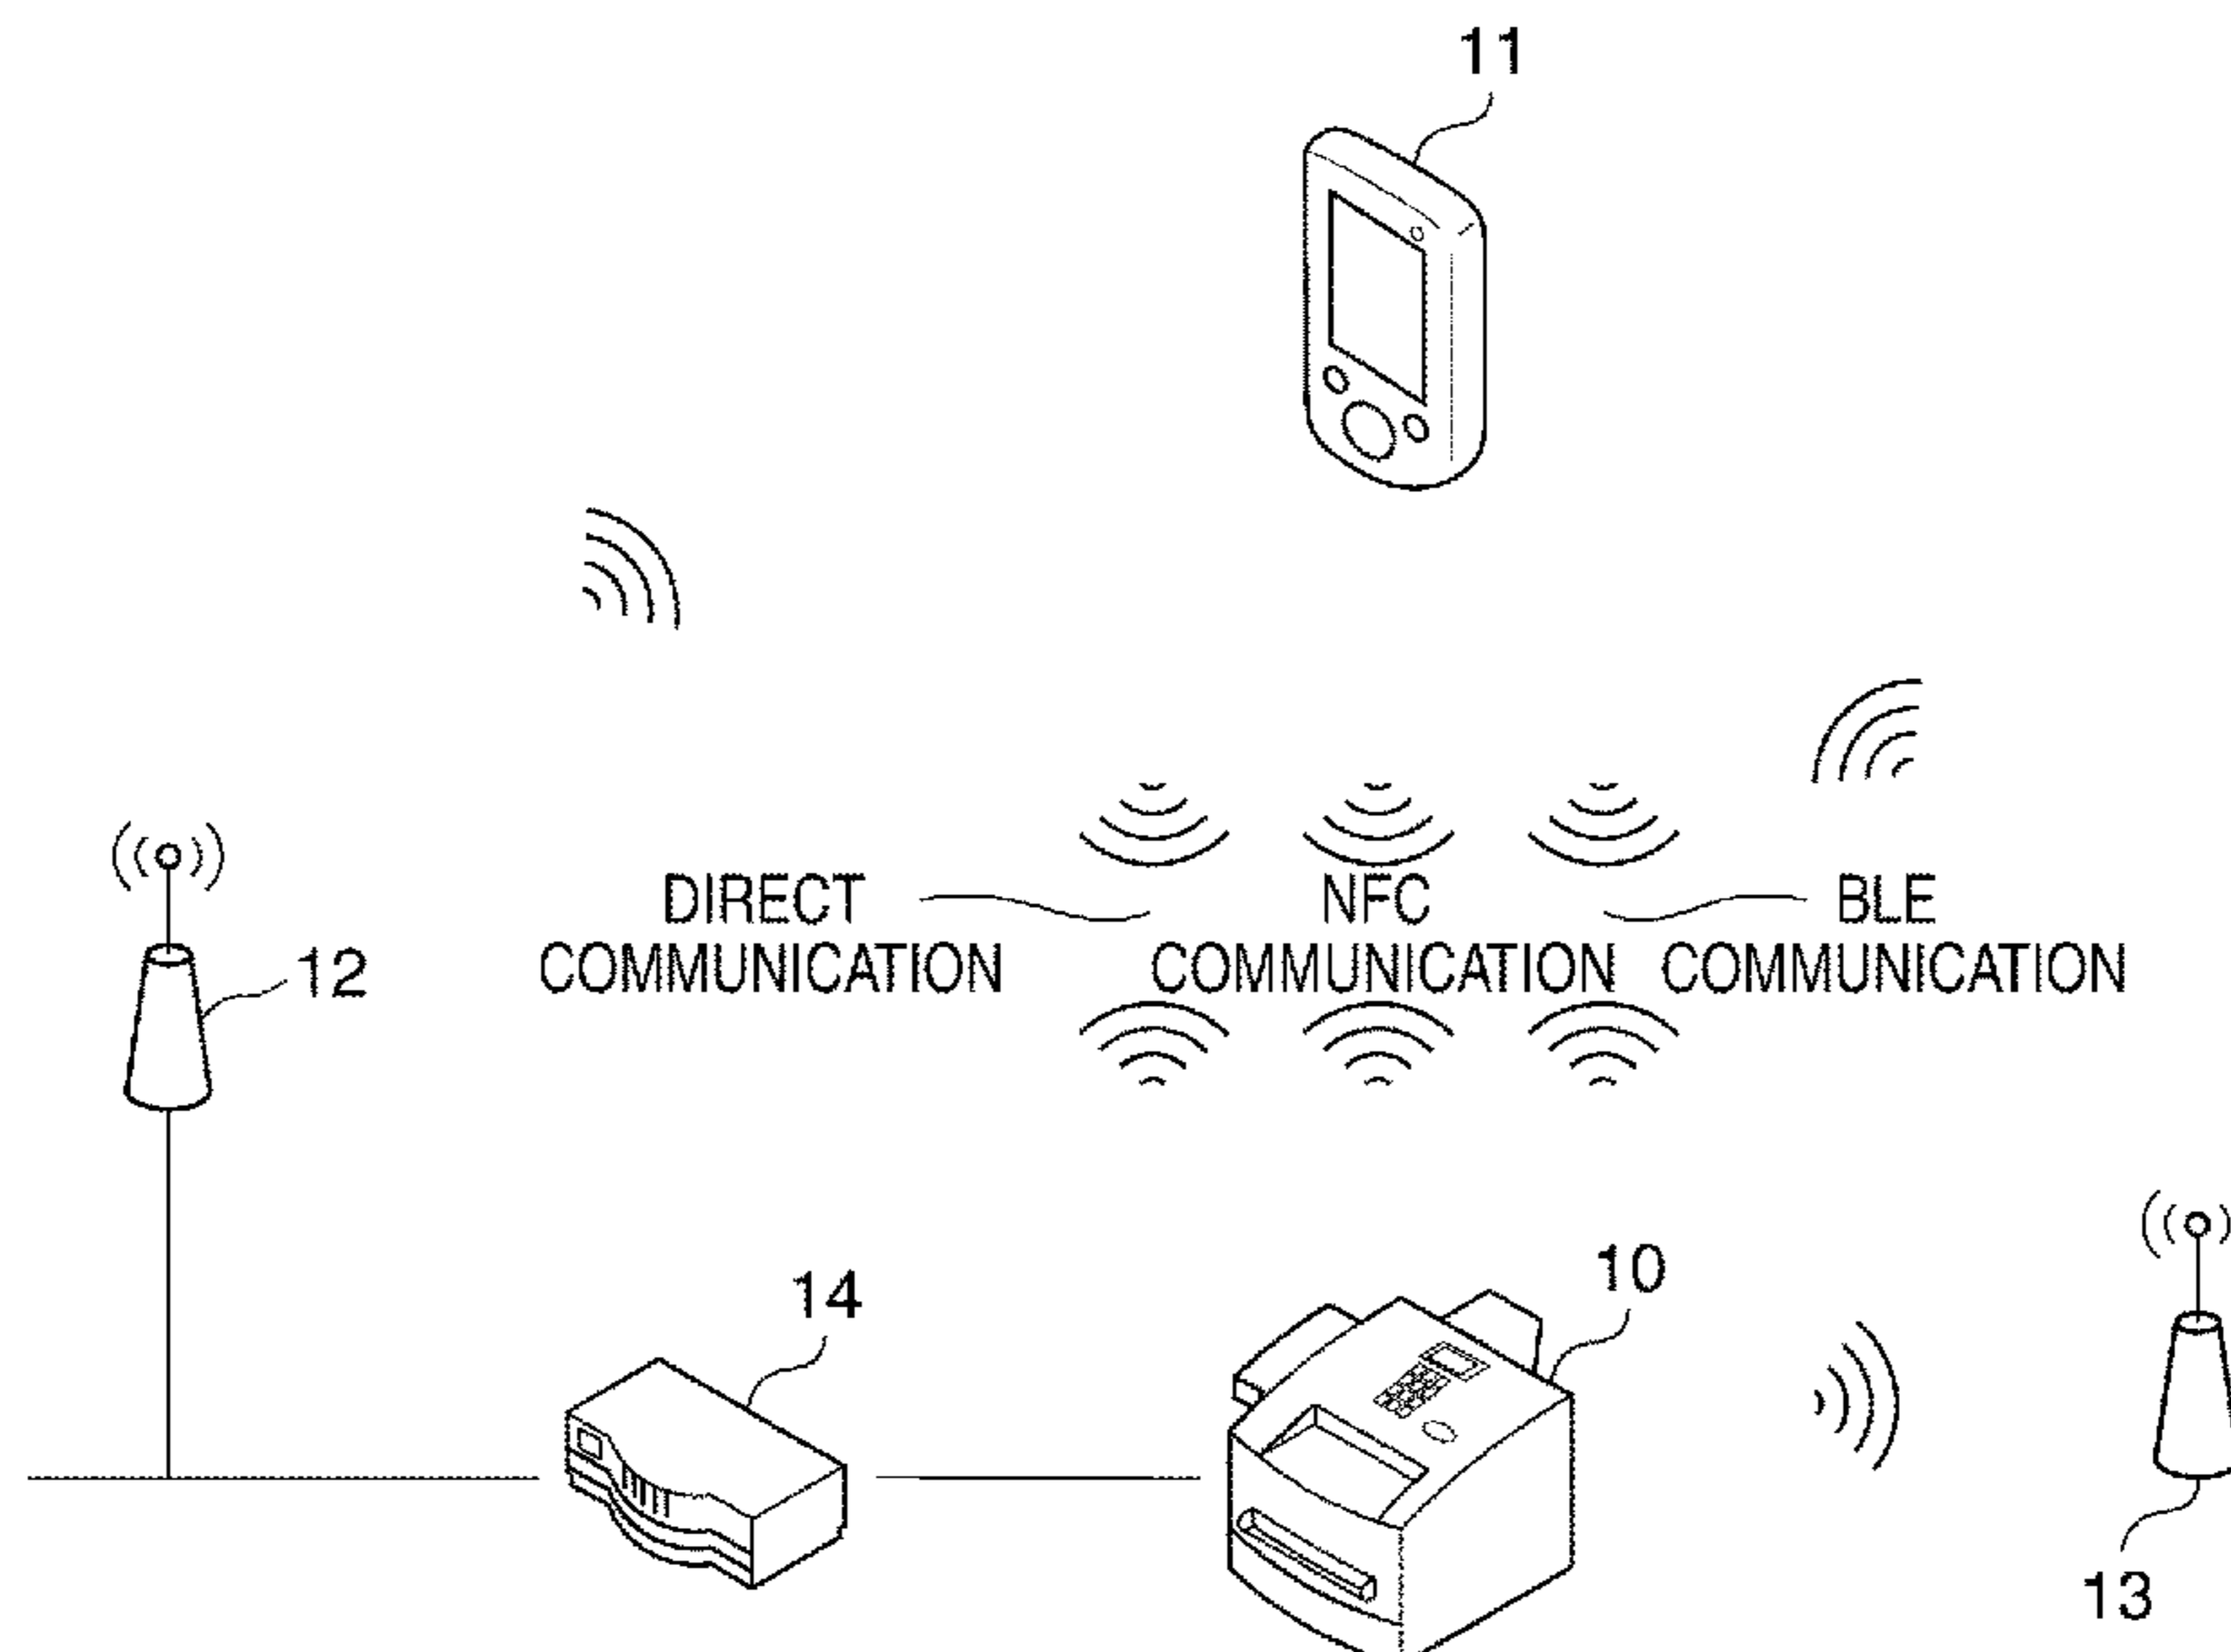 11
DIRECT
COMMUNICATION
NFC
COMMUNICATION
BLE
COMMUNICATION
12
14
10
13